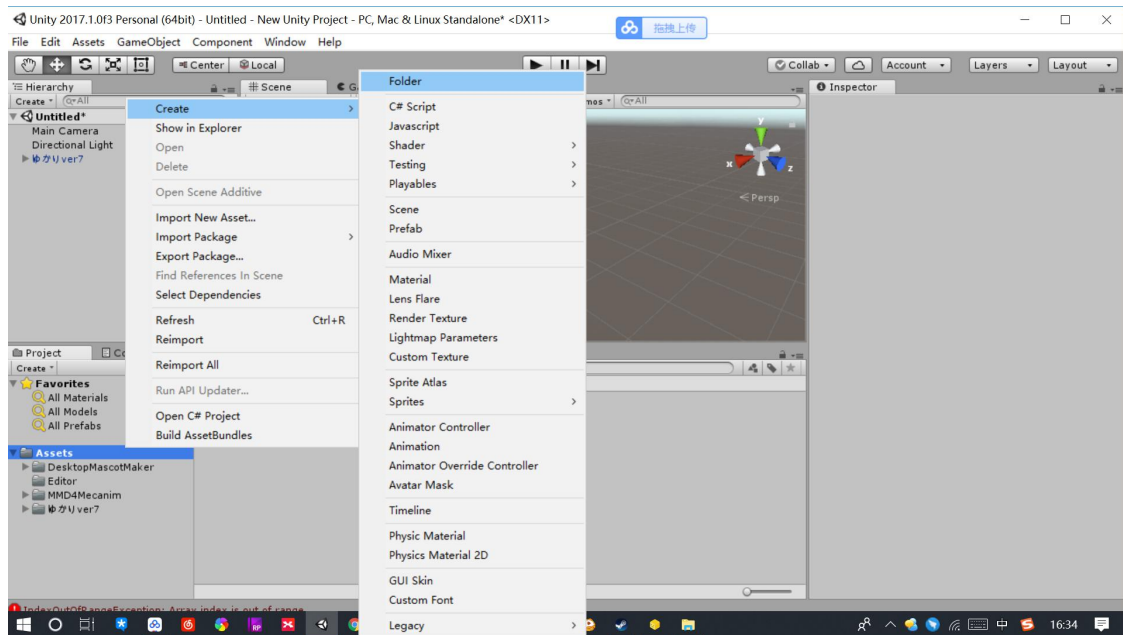 Unity 2017.1.0f3 Personal (64bit) - Untitled - New Unity Project - PC, Mac & Linux Standalone* <DX11>
拖拽上传
File Edit Assets GameObject Component Window Help
Center Local
Collab Account Layers Layout
Hierarchy
Scene
Inspector
Create All
All
Untitled*
Main Camera
Directional Light
ゆかりver7
y
x
z
Persp
Create
Show in Explorer
Open
Delete
Open Scene Additive
Import New Asset...
Import Package
Export Package...
Find References In Scene
Select Dependencies
Refresh Ctrl+R
Reimport
Reimport All
Run API Updater...
Open C# Project
Build AssetBundles
Folder
C# Script
Javascript
Shader
Testing
Playables
Scene
Prefab
Audio Mixer
Material
Lens Flare
Render Texture
Lightmap Parameters
Custom Texture
Sprite Atlas
Sprites
Animator Controller
Animation
Animator Override Controller
Avatar Mask
Timeline
Physic Material
Physics Material 2D
GUI Skin
Custom Font
Legacy
Project
Create
Favorites
All Materials
All Models
All Prefabs
Assets
DesktopMascotMaker
Editor
MMD4Mecanim
ゆかりver7
IndexOutOfRangeException: Array index is out of range.
RP
中
16:34